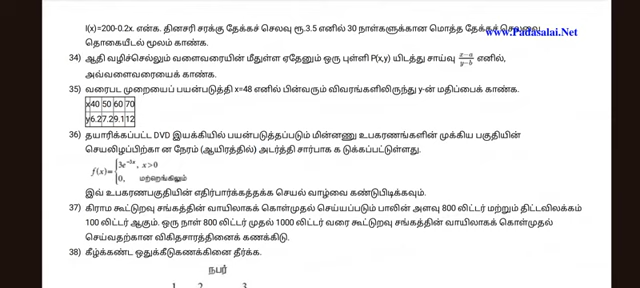 www.Padasalai.Net
I(x)=200-0.2x. என்க. தினசரி சரக்கு தேக்கச் செலவு ரூ.3.5 எனில் 30 நாள்களுக்கான மொத்த தேக்கச் செலவை
தொகையீடல் மூலம் காண்க.
34) ஆதி வழிச்செல்லும் வளைவரையின் மீதுள்ள ஏதேனும் ஒரு புள்ளி P(x,y) யிடத்து சாய்வு (x-a)/(y-b) எனில்,
அவ்வளைவரையைக் காண்க.
35) வரைபட முறையைப் பயன்படுத்தி x=48 எனில் பின்வரும் விவரங்களிலிருந்து y-ன் மதிப்பைக் காண்க.
x 40 50 60 70
y 6.2 7.2 9.1 12
36) தயாரிக்கப்பட்ட DVD இயக்கியில் பயன்படுத்தப்படும் மின்னணு உபகரணங்களின் முக்கிய பகுதியின்
செயலிழப்பிற்கா ன நேரம் (ஆயிரத்தில்) அடர்த்தி சார்பாக க டுக்கப்பட்டுள்ளது.
f(x)= {3e⁻³ˣ, x>0
0, மற்றெங்கிலும்
இவ் உபகரணபகுதியின் எதிர்பார்க்கத்தக்க செயல் வாழ்வை கண்டுபிடிக்கவும்.
37) கிராம கூட்டுறவு சங்கத்தின் வாயிலாகக் கொள்முதல் செய்யப்படும் பாலின் அளவு 800 லிட்டர் மற்றும் திட்டவிலக்கம்
100 லிட்டர் ஆகும். ஒரு நாள் 800 லிட்டர் முதல் 1000 லிட்டர் வரை கூட்டுறவு சங்கத்தின் வாயிலாகக் கொள்முதல்
செய்வதற்கான விகிதசாரத்தினைக் கணக்கிடு.
38) கீழ்க்கண்ட ஒதுக்கீடுகணக்கினை தீர்க்க.
நபர்
1 2 3